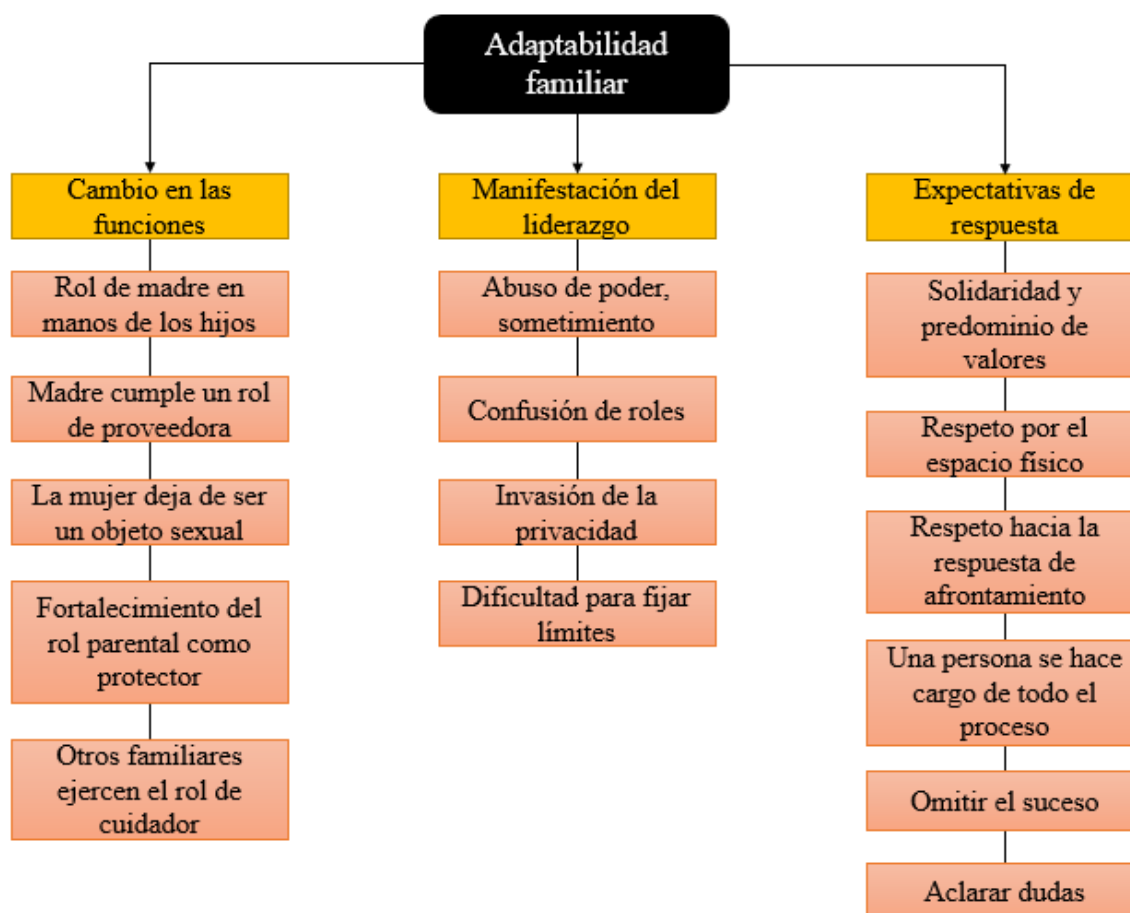 Adaptabilidad
familiar
Cambio en las
funciones
Rol de madre en
manos de los hijos
Madre cumple un rol
de proveedora
La mujer deja de ser
un objeto sexual
Fortalecimiento del
rol parental como
protector
Otros familiares
ejercen el rol de
cuidador
Manifestación del
liderazgo
Abuso de poder,
sometimiento
Confusión de roles
Invasión de la
privacidad
Dificultad para fijar
límites
Expectativas de
respuesta
Solidaridad y
predominio de
valores
Respeto por el
espacio físico
Respeto hacia la
respuesta de
afrontamiento
Una persona se hace
cargo de todo el
proceso
Omitir el suceso
Aclarar dudas